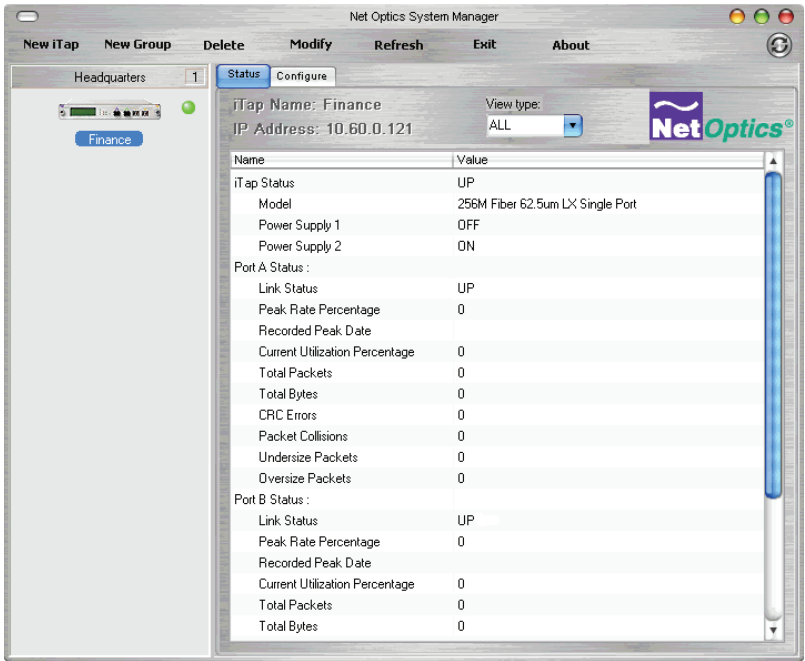 Net Optics System Manager
New iTap New Group Delete Modify Refresh Exit About
Headquarters 1
Finance
Status Configure
iTap Name: Finance
IP Address: 10.60.0.121
View type:
ALL
NetOptics®
Name Value
iTap Status UP
Model 256M Fiber 62.5um LX Single Port
Power Supply 1 OFF
Power Supply 2 ON
Port A Status :
Link Status UP
Peak Rate Percentage 0
Recorded Peak Date
Current Utilization Percentage 0
Total Packets 0
Total Bytes 0
CRC Errors 0
Packet Collisions 0
Undersize Packets 0
Oversize Packets 0
Port B Status :
Link Status UP
Peak Rate Percentage 0
Recorded Peak Date
Current Utilization Percentage 0
Total Packets 0
Total Bytes 0